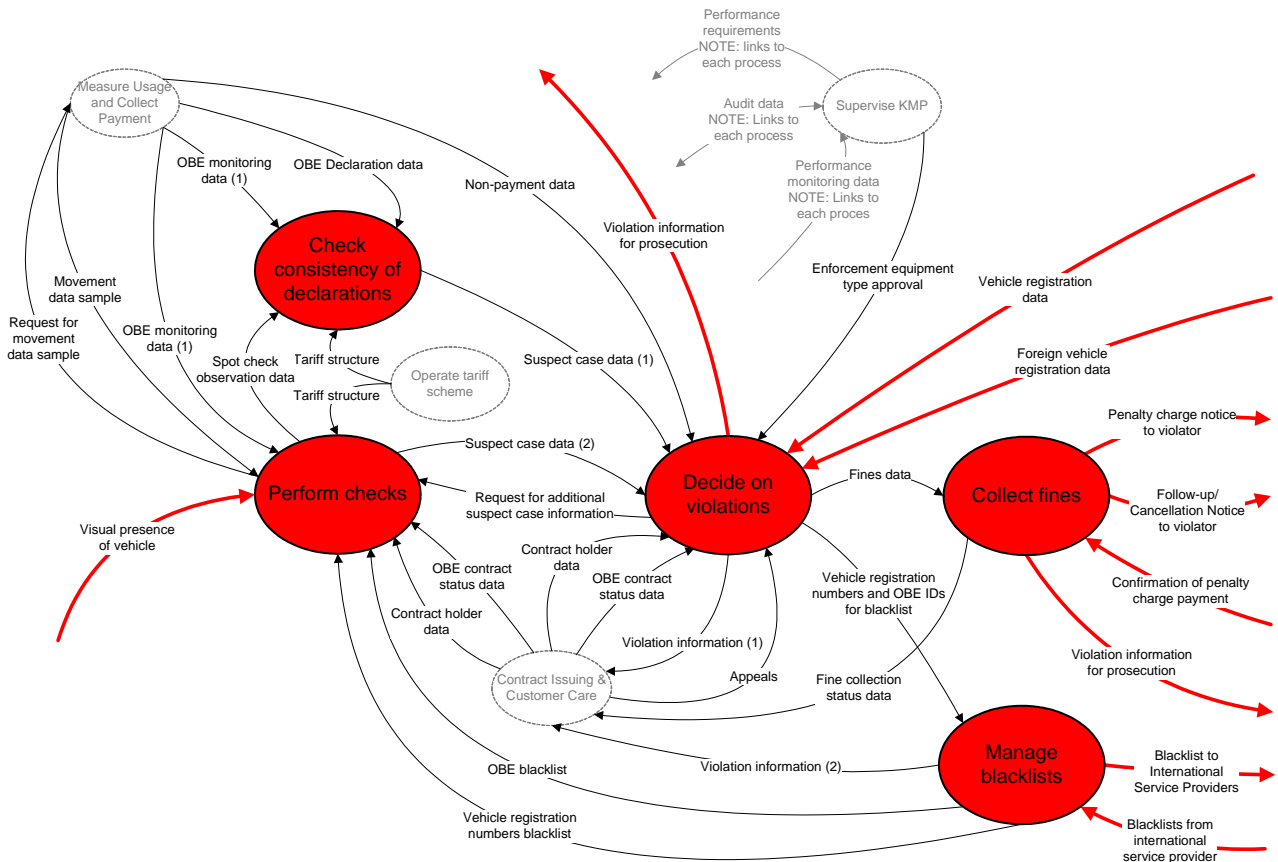 Performance
requirements
NOTE: links to
each process
Measure Usage
and Collect
Payment
Supervise KMP
Audit data
NOTE: Links to
each process
OBE monitoring
data (1)
OBE Declaration data
Non-payment data
Performance
monitoring data
NOTE: Links to
each proces
Violation information
for prosecution
Check
consistency of
declarations
Enforcement equipment
type approval
Vehicle registration
data
Movement
data sample
Request for
movement
data sample
OBE monitoring
data (1)
Spot check
observation data
Tariff structure
Tariff structure
Operate tariff
scheme
Suspect case data (1)
Foreign vehicle
registration data
Penalty charge notice
to violator
Suspect case data (2)
Perform checks
Request for additional
suspect case information
Decide on
violations
Fines data
Collect fines
Follow-up/
Cancellation Notice
to violator
Visual presence
of vehicle
Contract holder
data
OBE contract
status data
OBE contract
status data
Contract holder
data
Vehicle registration
numbers and OBE IDs
for blacklist
Confirmation of penalty
charge payment
Violation information (1)
Violation information
for prosecution
Contract Issuing &
Customer Care
Appeals
Fine collection
status data
Manage
blacklists
OBE blacklist
Violation information (2)
Blacklist to
International
Service Providers
Vehicle registration
numbers blacklist
Blacklists from
international
service provider